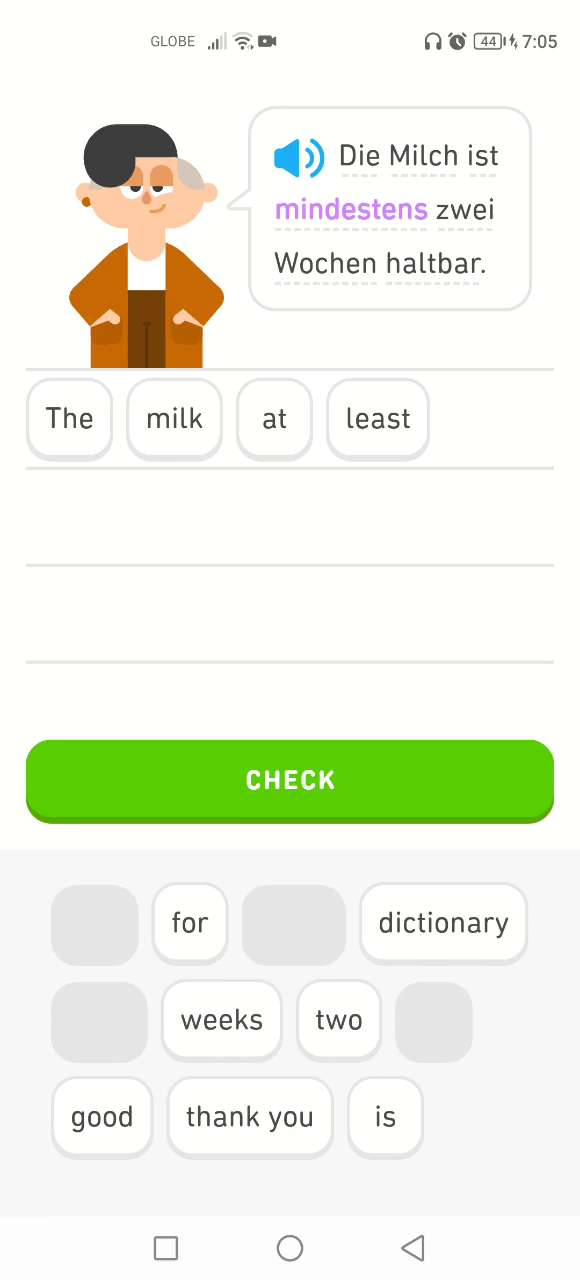 GLOBE 44 7:05
Die Milch ist
mindestens zwei
Wochen haltbar.
The milk at least
CHECK
for dictionary
weeks two
good thank you is